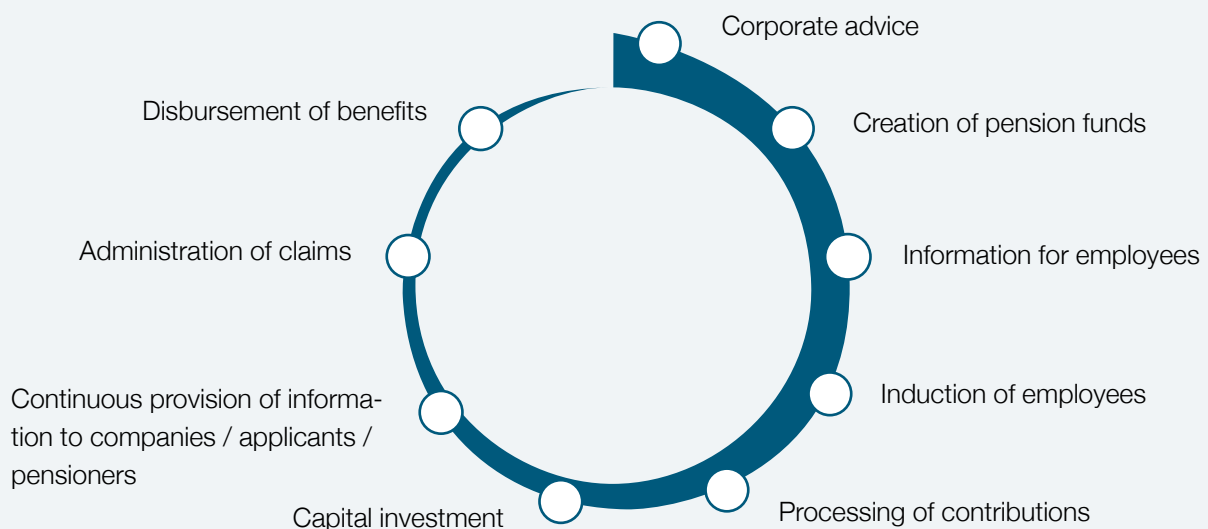 Corporate advice
Creation of pension funds
Information for employees
Induction of employees
Processing of contributions
Capital investment
Continuous provision of informa-
tion to companies / applicants /
pensioners
Administration of claims
Disbursement of benefits